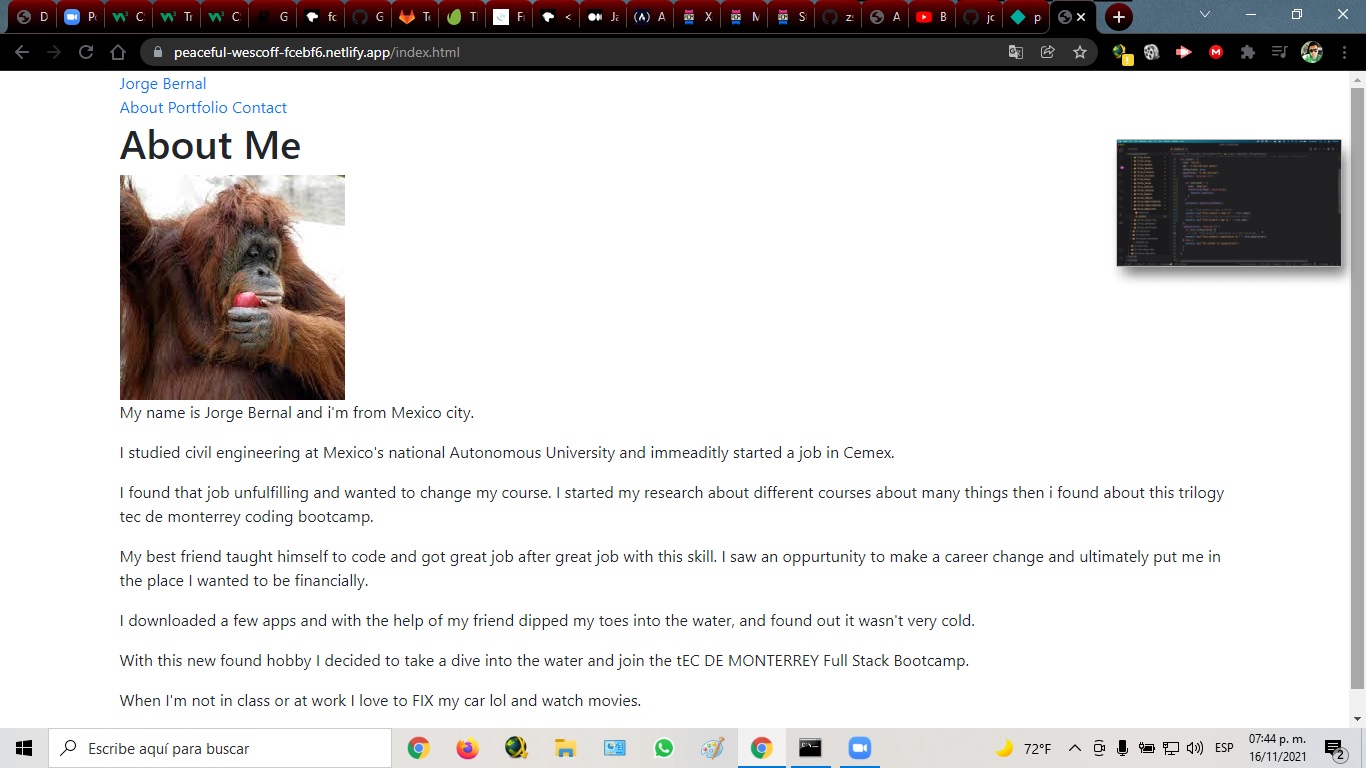 D
Po
C
Tr
C
G
fc
G
Te
T
Fi
<
Ja
A
X
M
S
zs
A
B
jc
p
peaceful-wescoff-fcebf6.netlify.app/index.html
Jorge Bernal
About Portfolio Contact
About Me
My name is Jorge Bernal and i'm from Mexico city.
I studied civil engineering at Mexico's national Autonomous University and immeaditly started a job in Cemex.
I found that job unfulfilling and wanted to change my course. I started my research about different courses about many things then i found about this trilogy
tec de monterrey coding bootcamp.
My best friend taught himself to code and got great job after great job with this skill. I saw an oppurtunity to make a career change and ultimately put me in
the place I wanted to be financially.
I downloaded a few apps and with the help of my friend dipped my toes into the water, and found out it wasn't very cold.
With this new found hobby I decided to take a dive into the water and join the tEC DE MONTERREY Full Stack Bootcamp.
When I'm not in class or at work I love to FIX my car lol and watch movies.
Escribe aquí para buscar
72°F
ESP
07:44 p. m.
16/11/2021
2